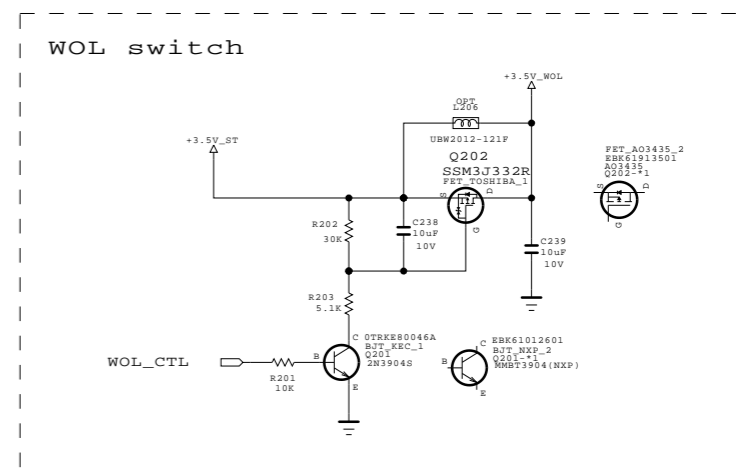 WOL switch
+3.5V_WOL
OPT
L206
UBW2012-121F
+3.5V_ST
Q202
SSM3J332R
FET_TOSHIBA_1
S
D
G
FET_AO3435_2
EBK61913501
AO3435
Q202-*1
S
D
G
R202
30K
C238
10uF
10V
C239
10uF
10V
R203
5.1K
WOL_CTL
R201
10K
B
C
E
0TRKE80046A
BJT_KEC_1
Q201
2N3904S
B
C
E
EBK61012601
BJT_NXP_2
Q201-*1
MMBT3904(NXP)